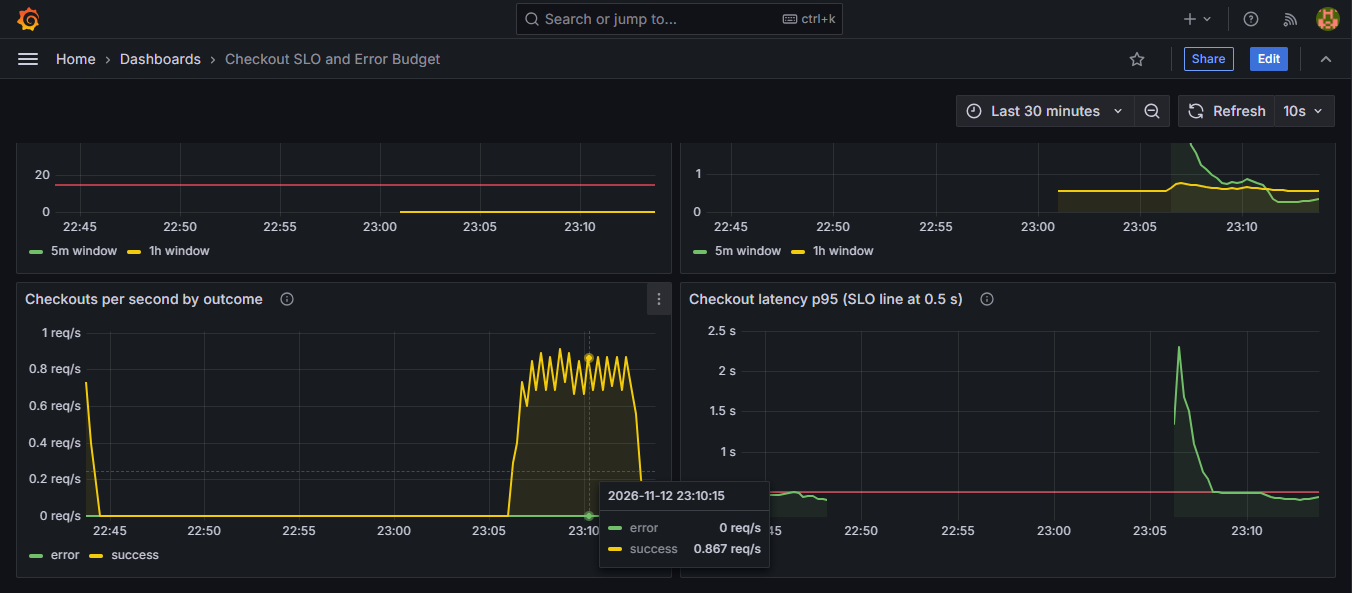 Search or jump to... ctrl+k
Home › Dashboards › Checkout SLO and Error Budget Share Edit
Last 30 minutes Refresh 10s
20
0
22:45 22:50 22:55 23:00 23:05 23:10
5m window 1h window
1
0
22:45 22:50 22:55 23:00 23:05 23:10
5m window 1h window
Checkouts per second by outcome
1 req/s
0.8 req/s
0.6 req/s
0.4 req/s
0.2 req/s
0 req/s
22:45 22:50 22:55 23:00 23:05 23:10
error success
2026-11-12 23:10:15
error 0 req/s
success 0.867 req/s
Checkout latency p95 (SLO line at 0.5 s)
2.5 s
2 s
1.5 s
1 s
45 22:50 22:55 23:00 23:05 23:10